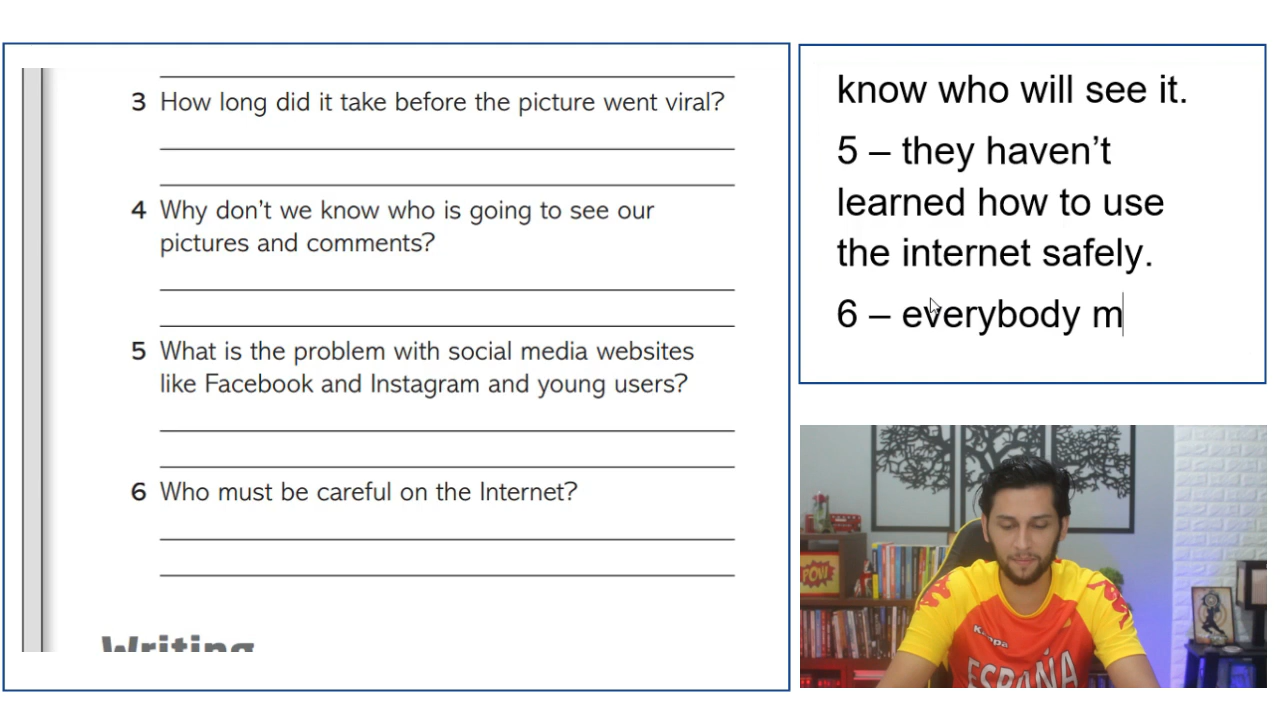 3 How long did it take before the picture went viral?
4 Why don't we know who is going to see our
pictures and comments?
5 What is the problem with social media websites
like Facebook and Instagram and young users?
6 Who must be careful on the Internet?
Writing
know who will see it.
5 – they haven't
learned how to use
the internet safely.
6 – everybody m
POW!
Kappa
ESPAÑA